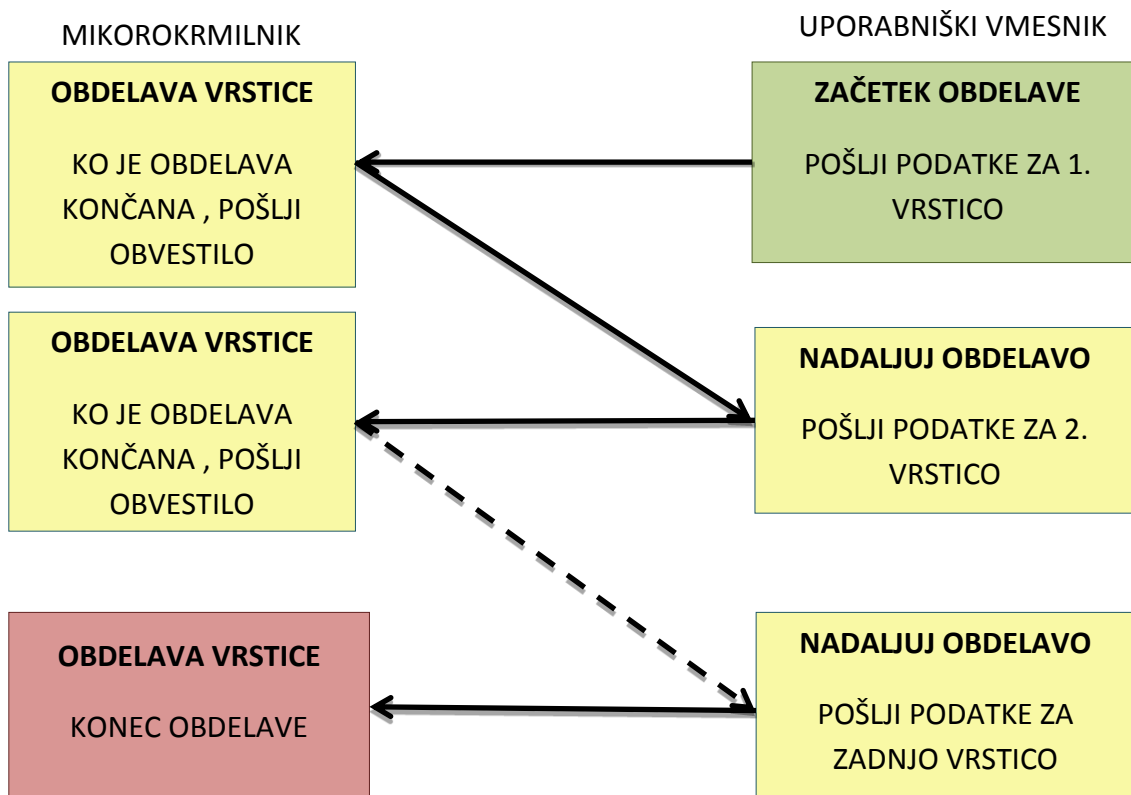 MIKOROKRMILNIK
UPORABNIŠKI VMESNIK
OBDELAVA VRSTICE
KO JE OBDELAVA
KONČANA , POŠLJI
OBVESTILO
ZAČETEK OBDELAVE
POŠLJI PODATKE ZA 1.
VRSTICO
OBDELAVA VRSTICE
KO JE OBDELAVA
KONČANA , POŠLJI
OBVESTILO
NADALJUJ OBDELAVO
POŠLJI PODATKE ZA 2.
VRSTICO
OBDELAVA VRSTICE
KONEC OBDELAVE
NADALJUJ OBDELAVO
POŠLJI PODATKE ZA
ZADNJO VRSTICO